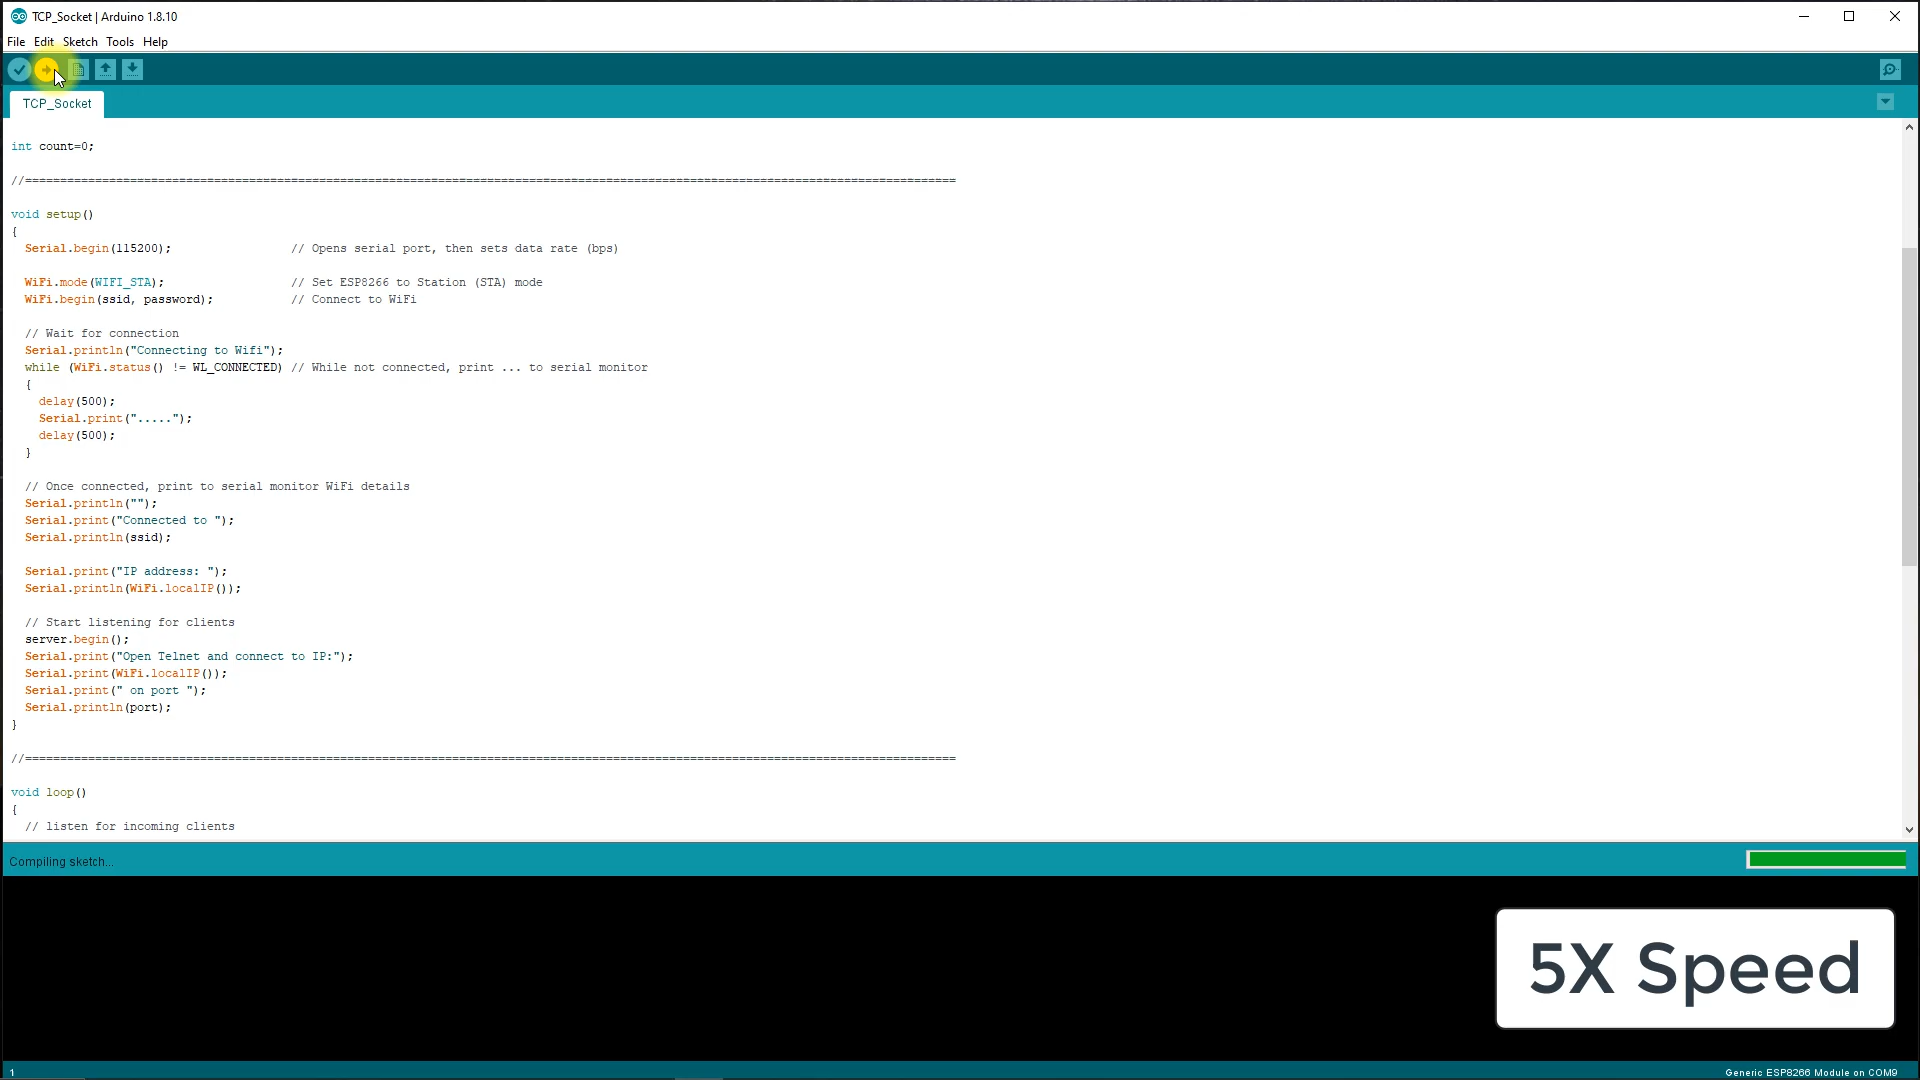 TCP_Socket | Arduino 1.8.10
File Edit Sketch Tools Help
TCP_Socket
int count=0;
//=====================================================================================================================================
void setup()
{
Serial.begin(115200); // Opens serial port, then sets data rate (bps)
WiFi.mode(WIFI_STA); // Set ESP8266 to Station (STA) mode
WiFi.begin(ssid, password); // Connect to WiFi
// Wait for connection
Serial.println("Connecting to Wifi");
while (WiFi.status() != WL_CONNECTED) // While not connected, print ... to serial monitor
{
delay(500);
Serial.print(".....");
delay(500);
}
// Once connected, print to serial monitor WiFi details
Serial.println("");
Serial.print("Connected to ");
Serial.println(ssid);
Serial.print("IP address: ");
Serial.println(WiFi.localIP());
// Start listening for clients
server.begin();
Serial.print("Open Telnet and connect to IP:");
Serial.print(WiFi.localIP());
Serial.print(" on port ");
Serial.println(port);
}
//=====================================================================================================================================
void loop()
{
// listen for incoming clients
Compiling sketch...
5X Speed
1
Generic ESP8266 Module on COM9